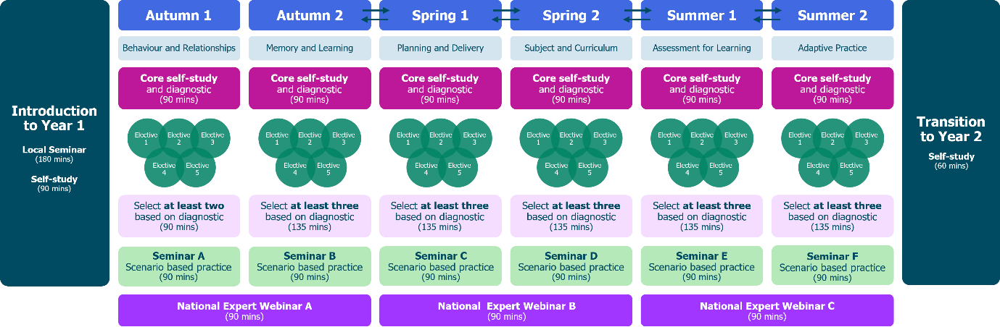 Introduction
to Year 1
Local Seminar
(180 mins)
Self-study
(90 mins)
Autumn 1
Behaviour and Relationships
Core self-study
and diagnostic
(90 mins)
Elective
1
Elective
2
Elective
3
Elective
4
Elective
5
Select at least two
based on diagnostic
(90 mins)
Seminar A
Scenario based practice
(90 mins)
Autumn 2
Memory and Learning
Core self-study
and diagnostic
(90 mins)
Elective
1
Elective
2
Elective
3
Elective
4
Elective
5
Select at least three
based on diagnostic
(135 mins)
Seminar B
Scenario based practice
(90 mins)
National Expert Webinar A
(90 mins)
Spring 1
Planning and Delivery
Core self-study
and diagnostic
(90 mins)
Elective
1
Elective
2
Elective
3
Elective
4
Elective
5
Select at least three
based on diagnostic
(135 mins)
Seminar C
Scenario based practice
(90 mins)
Spring 2
Subject and Curriculum
Core self-study
and diagnostic
(90 mins)
Elective
1
Elective
2
Elective
3
Elective
4
Elective
5
Select at least three
based on diagnostic
(135 mins)
Seminar D
Scenario based practice
(90 mins)
National Expert Webinar B
(90 mins)
Summer 1
Assessment for Learning
Core self-study
and diagnostic
(90 mins)
Elective
1
Elective
2
Elective
3
Elective
4
Elective
5
Select at least three
based on diagnostic
(135 mins)
Seminar E
Scenario based practice
(90 mins)
Summer 2
Adaptive Practice
Core self-study
and diagnostic
(90 mins)
Elective
1
Elective
2
Elective
3
Elective
4
Elective
5
Select at least three
based on diagnostic
(135 mins)
Seminar F
Scenario based practice
(90 mins)
National Expert Webinar C
(90 mins)
Transition
to Year 2
Self-study
(60 mins)